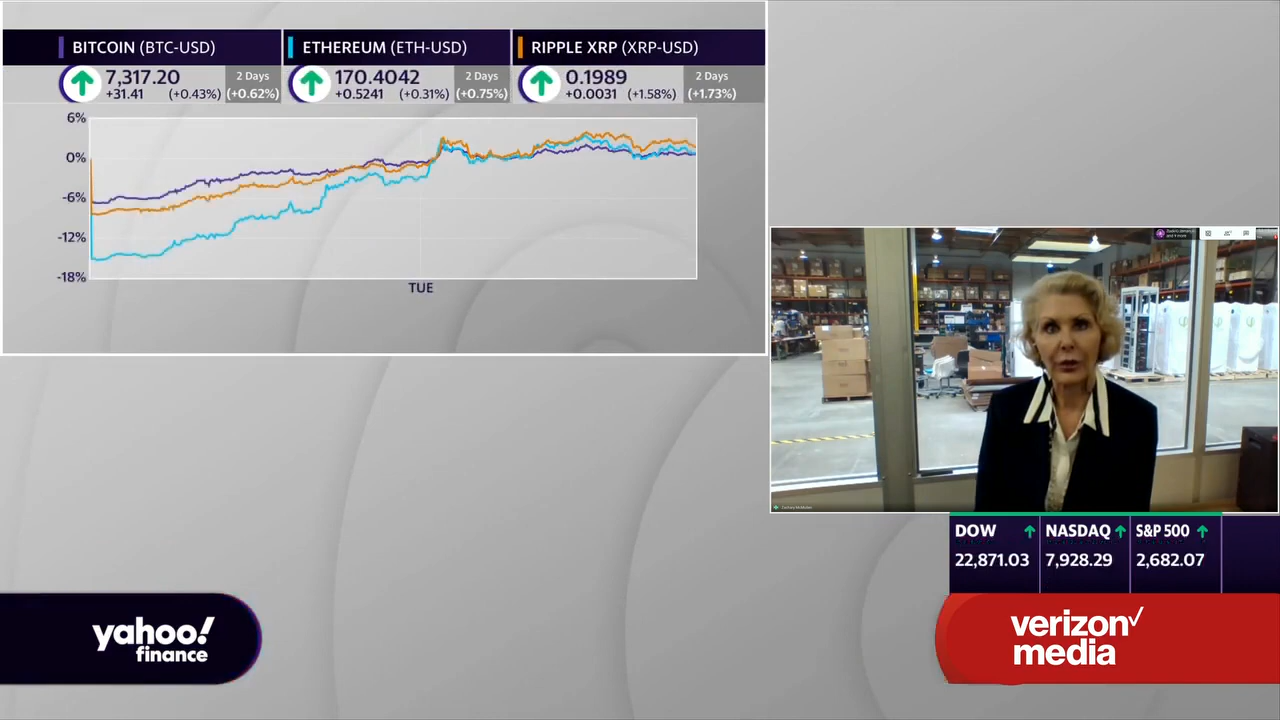 BITCOIN (BTC-USD)
7,317.20
+31.41 (+0.43%)
2 Days
(+0.62%)
ETHEREUM (ETH-USD)
170.4042
+0.5241 (+0.31%)
2 Days
(+0.75%)
RIPPLE XRP (XRP-USD)
0.1989
+0.0031 (+1.58%)
2 Days
(+1.73%)
6%
0%
-6%
-12%
-18%
TUE
DOW
22,871.03
NASDAQ
7,928.29
S&P 500
2,682.07
yahoo!
finance
verizon
media